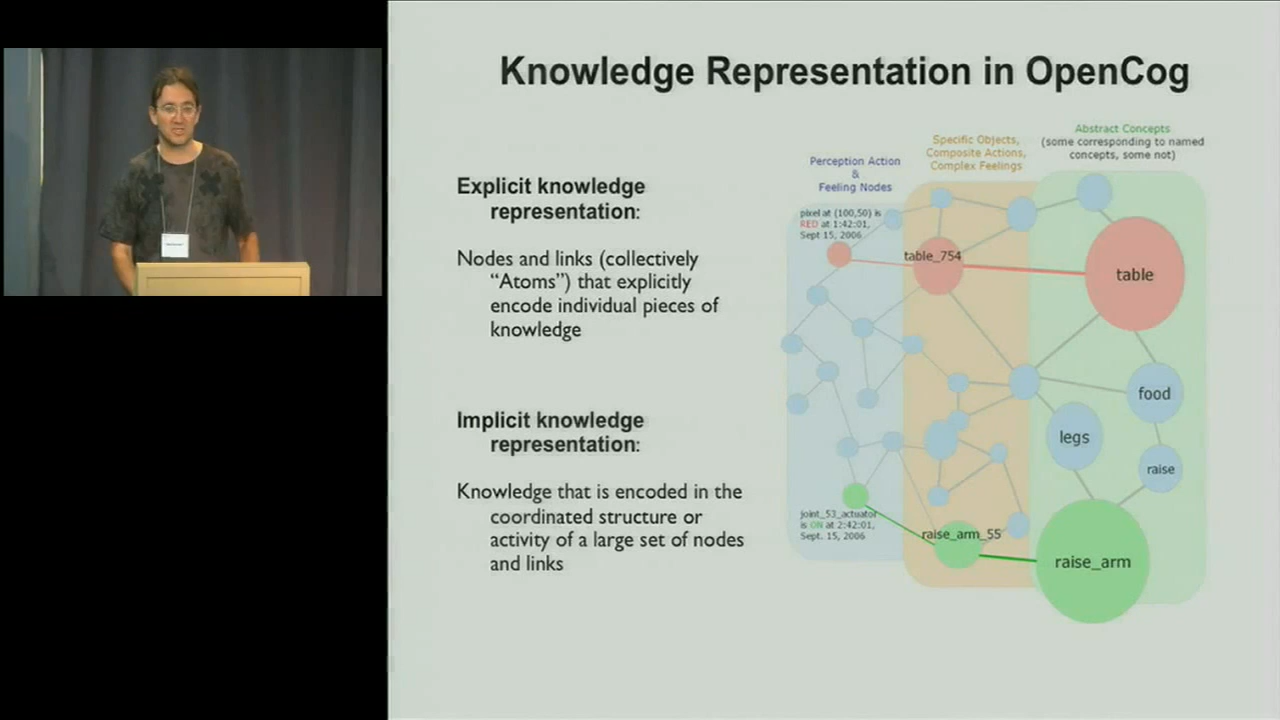 Knowledge Representation in OpenCog
Explicit knowledge
representation:
Nodes and links (collectively
“Atoms”) that explicitly
encode individual pieces of
knowledge
Implicit knowledge
representation:
Knowledge that is encoded in the
coordinated structure or
activity of a large set of nodes
and links
Perception Action
&
Feeling Nodes
Specific Objects,
Composite Actions,
Complex Feelings
Abstract Concepts
(some corresponding to named
concepts, some not)
pixel at (100,50) is
RED at 1:42:01,
Sept 15, 2006
table_754
table
food
legs
raise
joint_53_actuator
is ON at 2:42:01,
Sept. 15, 2006
raise_arm_55
raise_arm